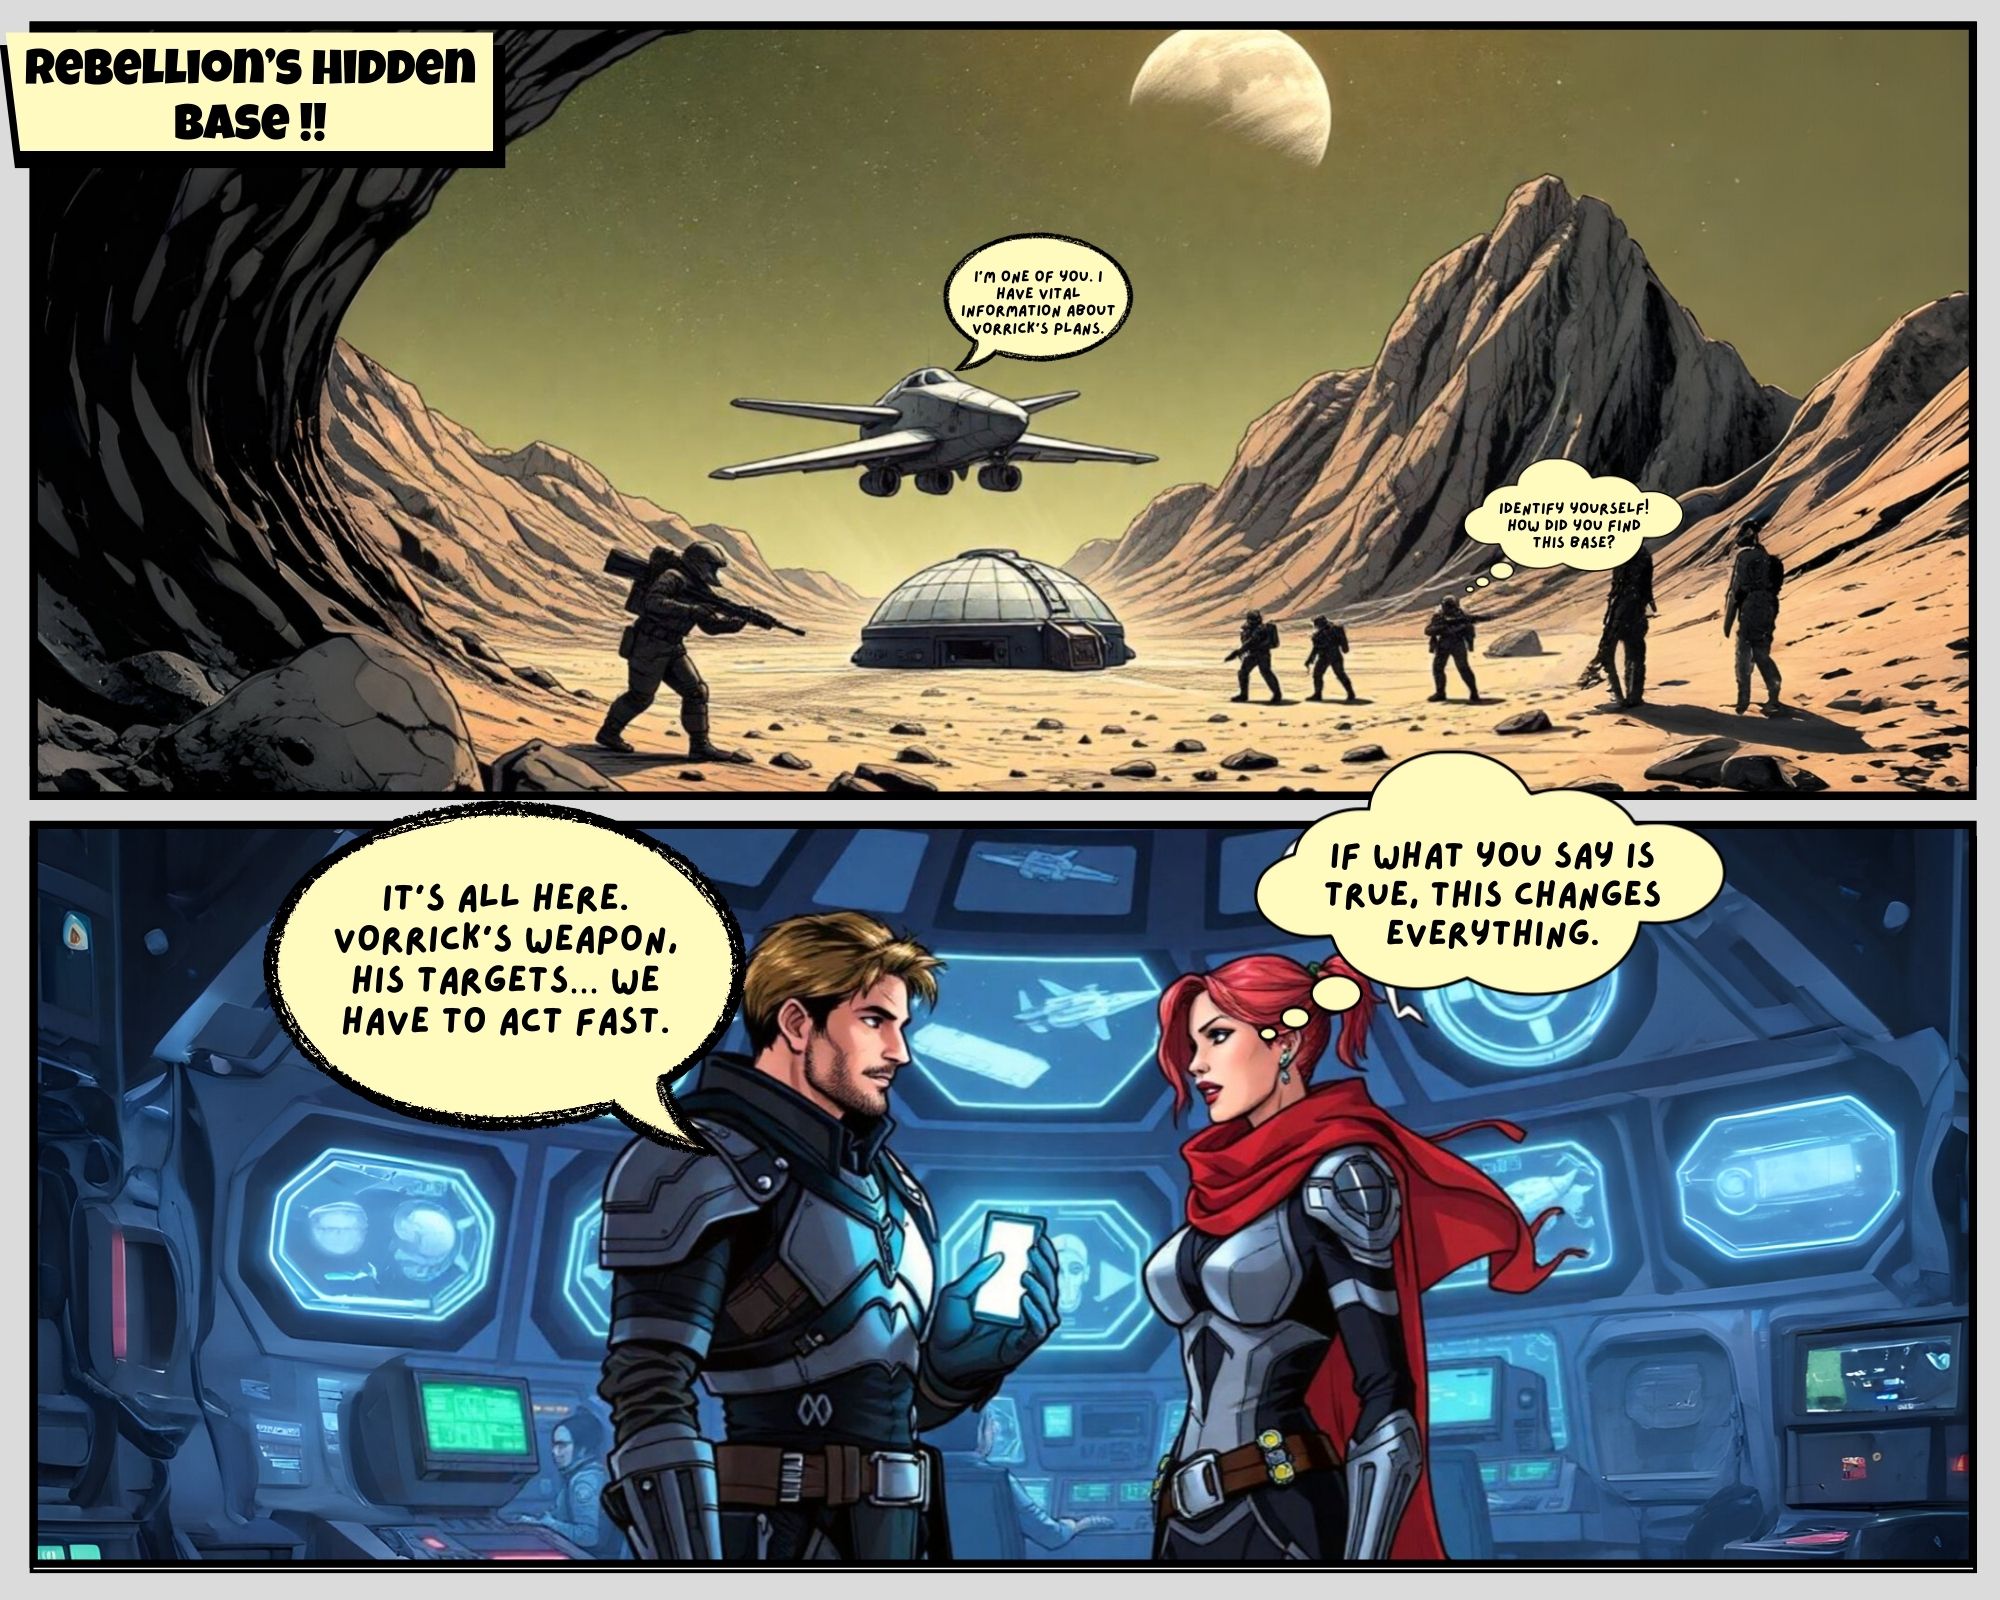 REBELLION'S HIDDEN
BASE !!
I'M ONE OF YOU. I
HAVE VITAL
INFORMATION ABOUT
VORRICK'S PLANS.
IDENTIFY YOURSELF!
HOW DID YOU FIND
THIS BASE?
IT'S ALL HERE.
VORRICK'S WEAPON,
HIS TARGETS... WE
HAVE TO ACT FAST.
IF WHAT YOU SAY IS
TRUE, THIS CHANGES
EVERYTHING.